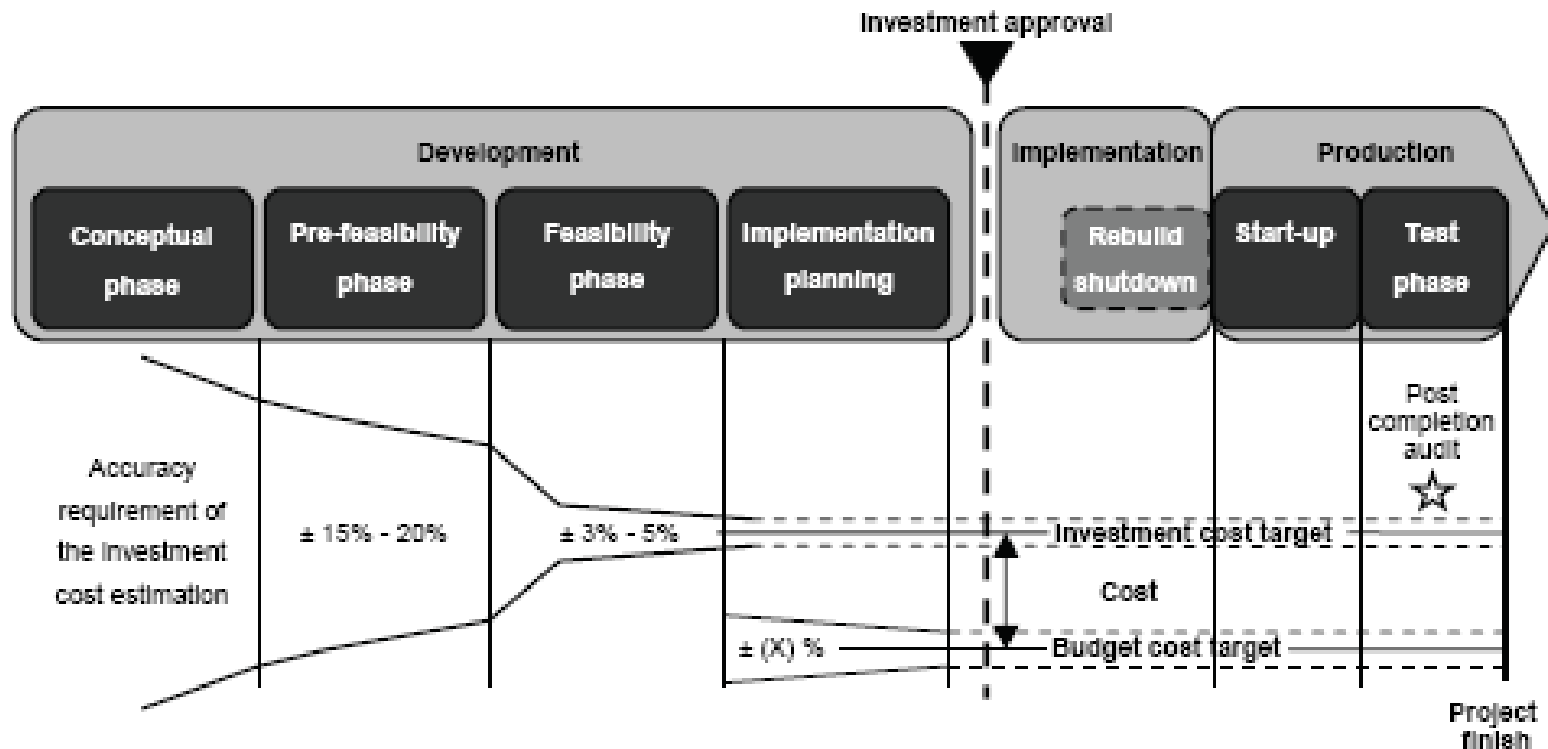 Investment approval
Development
Implementation
Production
Conceptual
phase
Pre-feasibility
phase
Feasibility
phase
Implementation
planning
Rebuild
shutdown
Start-up
Test
phase
Post
completion
audit
Accuracy
requirement of
the investment
cost estimation
± 15% - 20%
± 3% - 5%
Investment cost target
Cost
± (X) %
Budget cost target
Project
finish